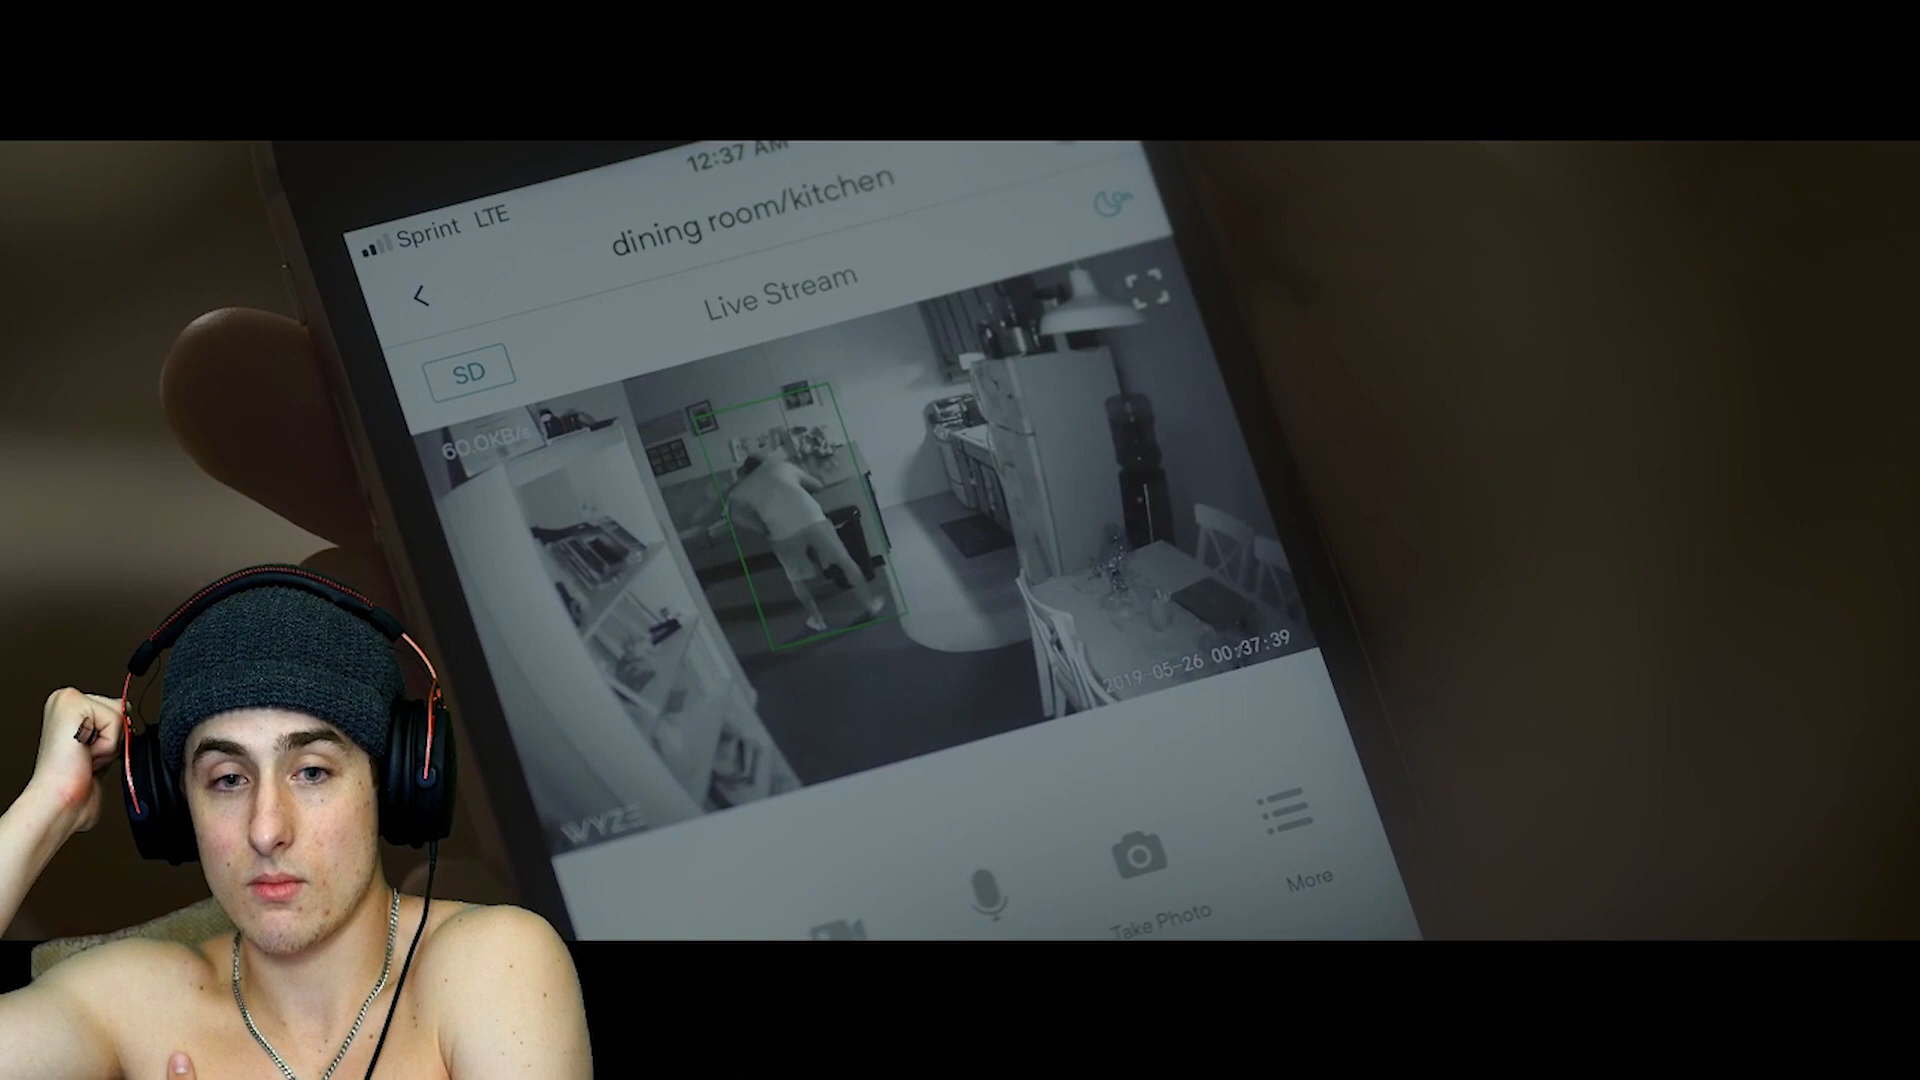 12:37 AM
Sprint LTE
dining room/kitchen
Live Stream
SD
60.0KB/s
2019-05-26 00:37:39
WYZE
More
Take Photo